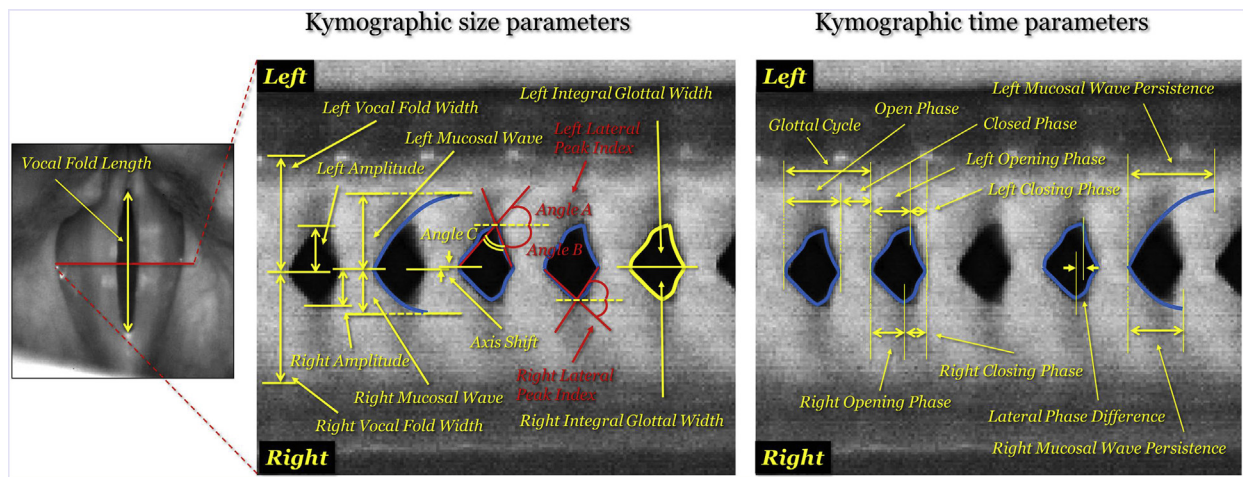 Kymographic size parameters
Kymographic time parameters
Vocal Fold Length
Left
Left Vocal Fold Width
Left Mucosal Wave
Left Amplitude
Left Integral Glottal Width
Left Lateral
Peak Index
Angle A
Angle C
Angle B
Axis Shift
Right Amplitude
Right Lateral
Peak Index
Right Mucosal Wave
Right Integral Glottal Width
Right Vocal Fold Width
Right
Left
Left Mucosal Wave Persistence
Open Phase
Glottal Cycle
Closed Phase
Left Opening Phase
Left Closing Phase
Right Closing Phase
Right Opening Phase
Lateral Phase Difference
Right Mucosal Wave Persistence
Right